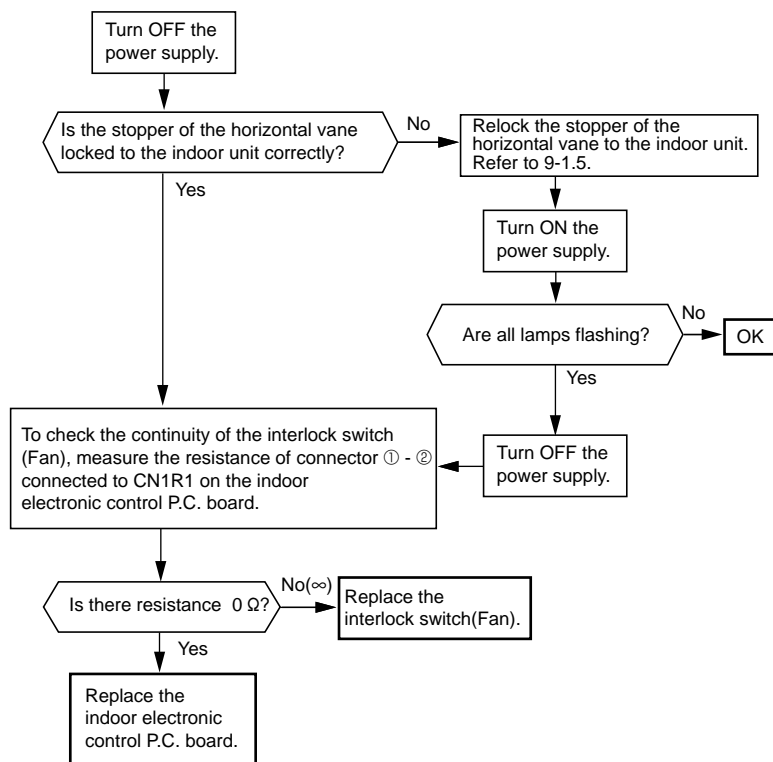 Turn OFF the
power supply.
Is the stopper of the horizontal vane
locked to the indoor unit correctly?
No
Relock the stopper of the
horizontal vane to the indoor unit.
Refer to 9-1.5.
Yes
Turn ON the
power supply.
Are all lamps flashing?
No
OK
Yes
Turn OFF the
power supply.
To check the continuity of the interlock switch
(Fan), measure the resistance of connector ① - ②
connected to CN1R1 on the indoor
electronic control P.C. board.
Is there resistance 0 Ω?
No(∞)
Replace the
interlock switch(Fan).
Yes
Replace the
indoor electronic
control P.C. board.